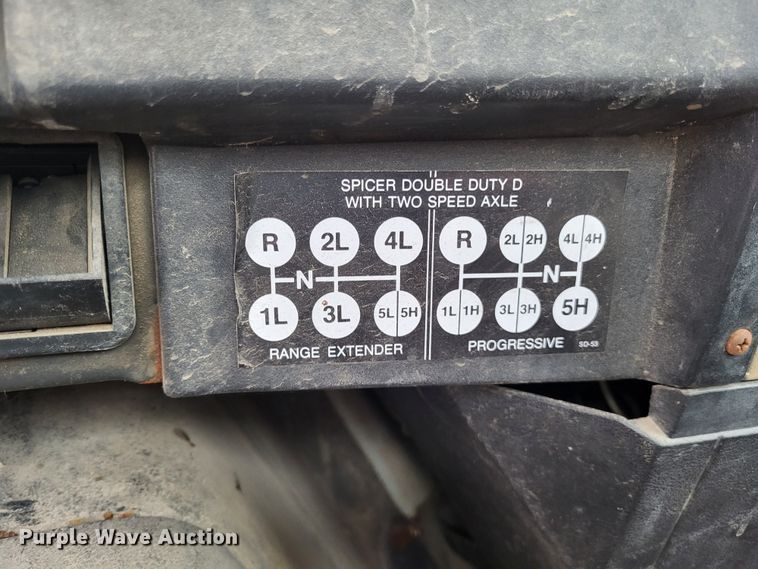 SPICER DOUBLE DUTY D
WITH TWO SPEED AXLE
R 2L 4L R 2L 2H 4L 4H
N N
1L 3L 5L 5H 1L 1H 3L 3H 5H
RANGE EXTENDER PROGRESSIVE SD-53
Purple Wave Auction